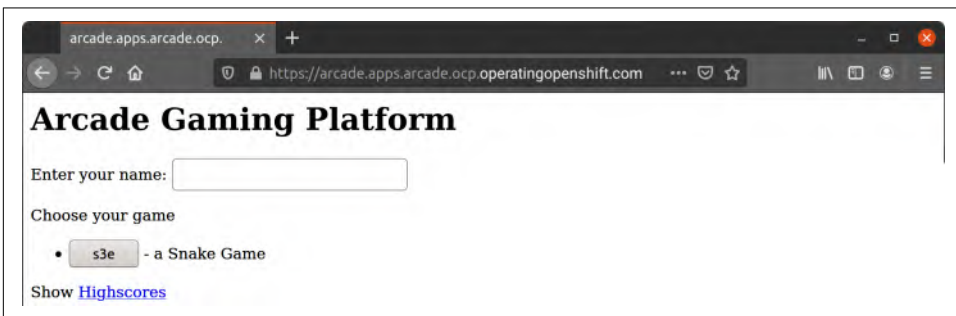 arcade.apps.arcade.ocp.
https://arcade.apps.arcade.ocp.operatingopenshift.com
Arcade Gaming Platform
Enter your name:
Choose your game
• s3e - a Snake Game
Show Highscores